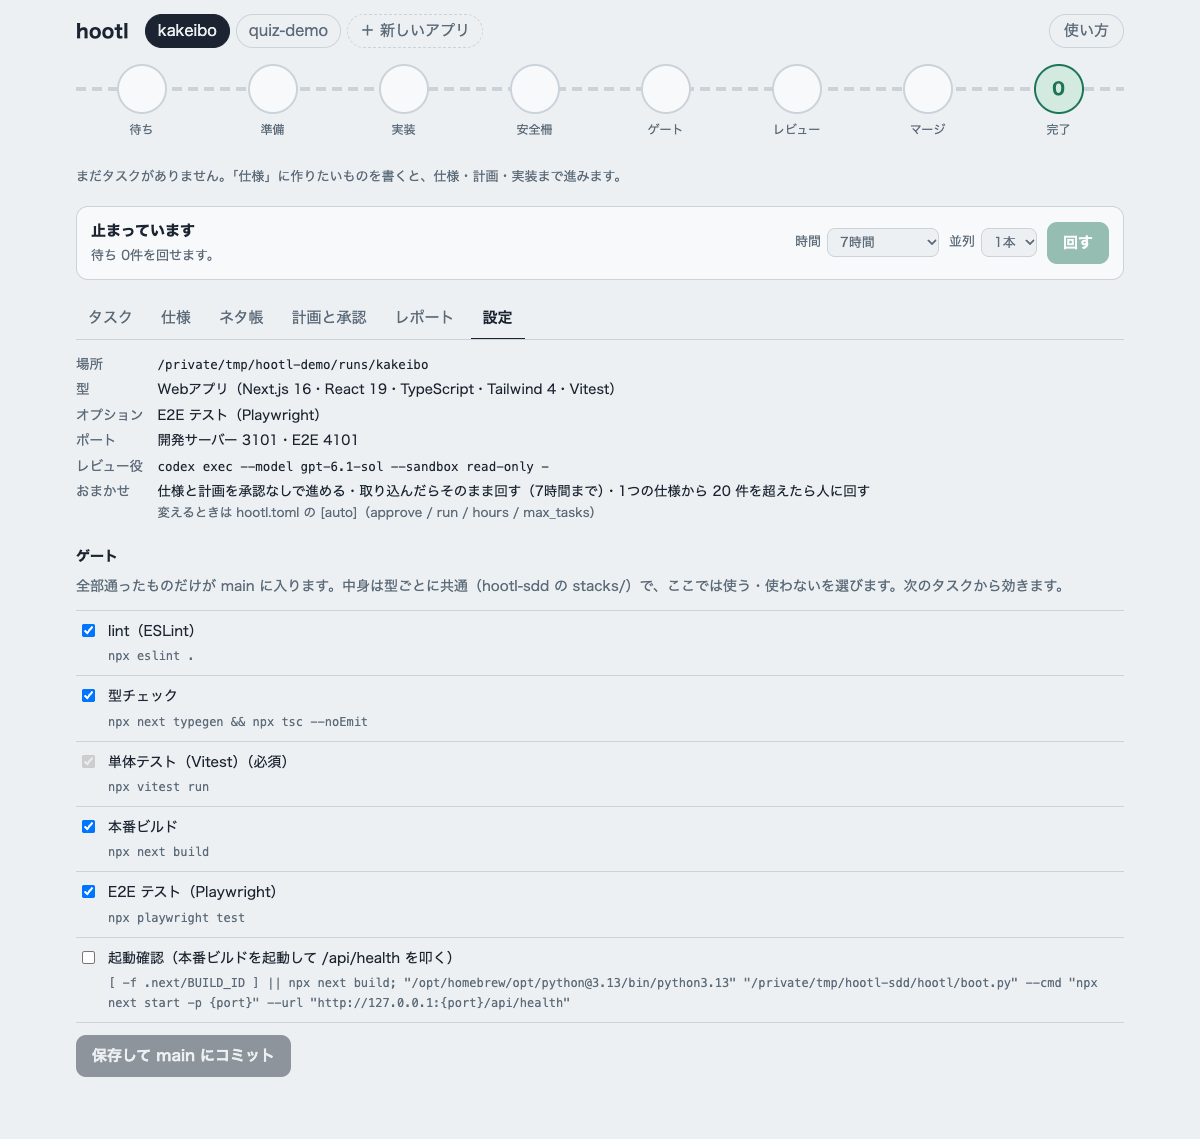 hootl kakeibo quiz-demo ＋ 新しいアプリ 使い方
0
待ち 準備 実装 安全柵 ゲート レビュー マージ 完了
まだタスクがありません。「仕様」に作りたいものを書くと、仕様・計画・実装まで進みます。
止まっています
待ち 0件を回せます。
時間 7時間 並列 1本 回す
タスク 仕様 ネタ帳 計画と承認 レポート 設定
場所 /private/tmp/hootl-demo/runs/kakeibo
型 Webアプリ（Next.js 16・React 19・TypeScript・Tailwind 4・Vitest）
オプション E2E テスト（Playwright）
ポート 開発サーバー 3101・E2E 4101
レビュー役 codex exec --model gpt-6.1-sol --sandbox read-only -
おまかせ 仕様と計画を承認なしで進める・取り込んだらそのまま回す（7時間まで）・1つの仕様から 20 件を超えたら人に回す
変えるときは hootl.toml の [auto]（approve / run / hours / max_tasks）
ゲート
全部通ったものだけが main に入ります。中身は型ごとに共通（hootl-sdd の stacks/）で、ここでは使う・使わないを選びます。次のタスクから効きます。
lint（ESLint）
npx eslint .
型チェック
npx next typegen && npx tsc --noEmit
単体テスト（Vitest）（必須）
npx vitest run
本番ビルド
npx next build
E2E テスト（Playwright）
npx playwright test
起動確認（本番ビルドを起動して /api/health を叩く）
[ -f .next/BUILD_ID ] || npx next build; "/opt/homebrew/opt/python@3.13/bin/python3.13" "/private/tmp/hootl-sdd/hootl/boot.py" --cmd "npx
next start -p {port}" --url "http://127.0.0.1:{port}/api/health"
保存して main にコミット